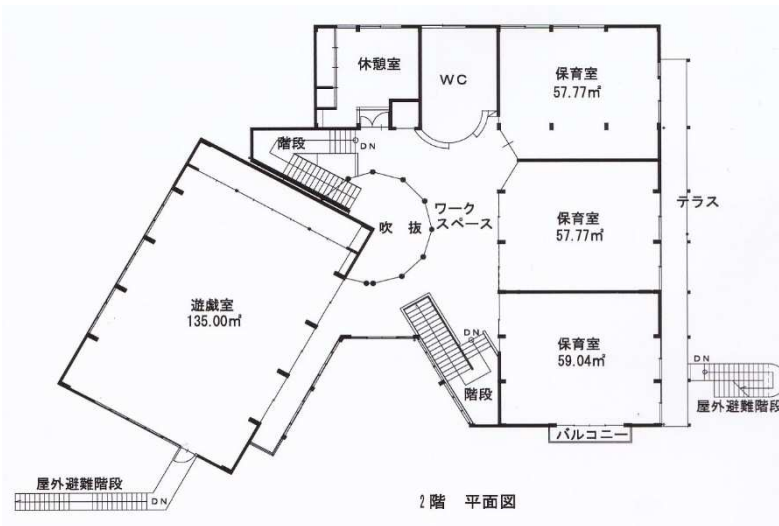 休憩室
WC
保育室
57.77㎡
階段
DN
ワーク
スペース
吹 抜
保育室
57.77㎡
テラス
遊戯室
135.00㎡
DN
保育室
59.04㎡
階段
DN
屋外避難階段
バルコニー
屋外避難階段
DN
2階 平面図